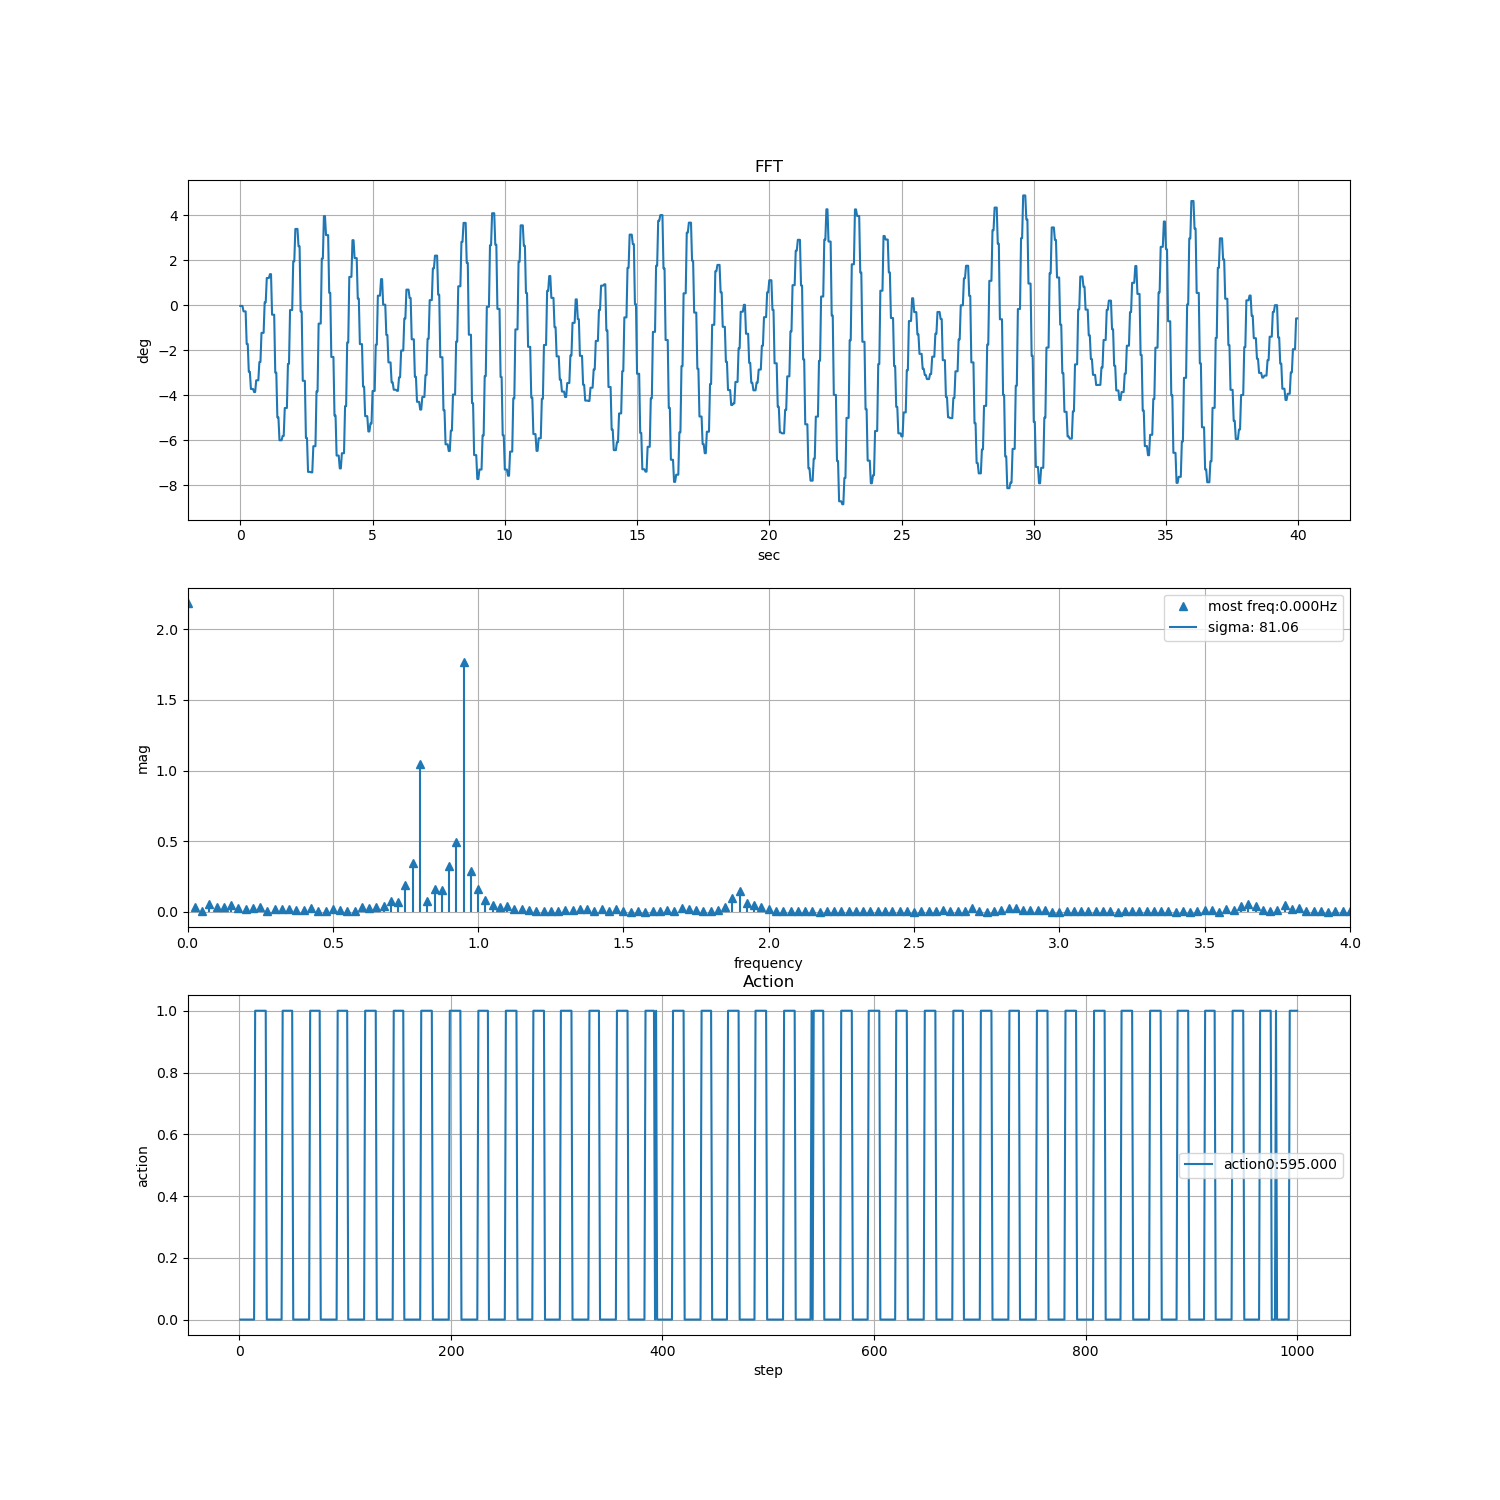 FFT
4
2
0
−2
−4
−6
−8
deg
0 5 10 15 20 25 30 35 40
sec
most freq:0.000Hz
sigma: 81.06
2.0
1.5
1.0
0.5
0.0
mag
0.0 0.5 1.0 1.5 2.0 2.5 3.0 3.5 4.0
frequency
Action
1.0
0.8
0.6
0.4
0.2
0.0
action
action0:595.000
0 200 400 600 800 1000
step